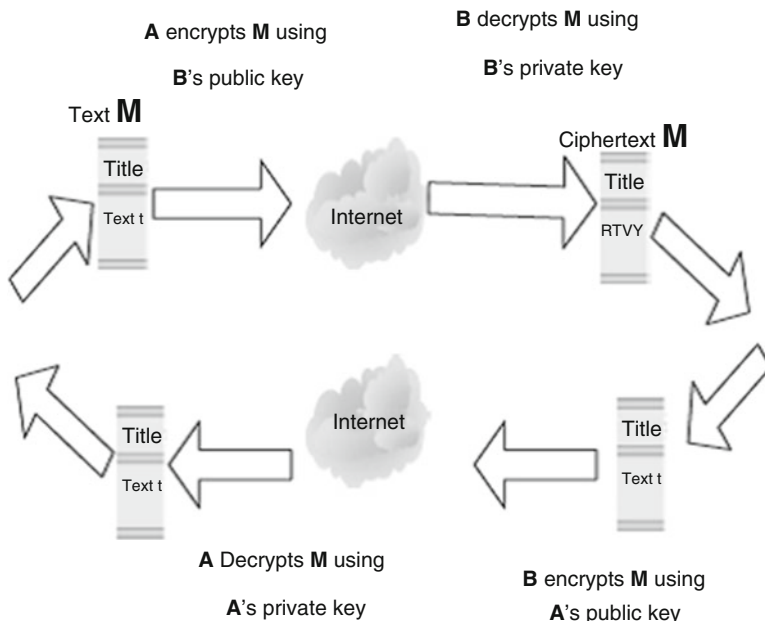 A encrypts M using
B's public key
B decrypts M using
B's private key
Text M
Title
Text t
Internet
Ciphertext M
Title
RTVY
Title
Text t
Internet
Title
Text t
A Decrypts M using
A's private key
B encrypts M using
A's public key